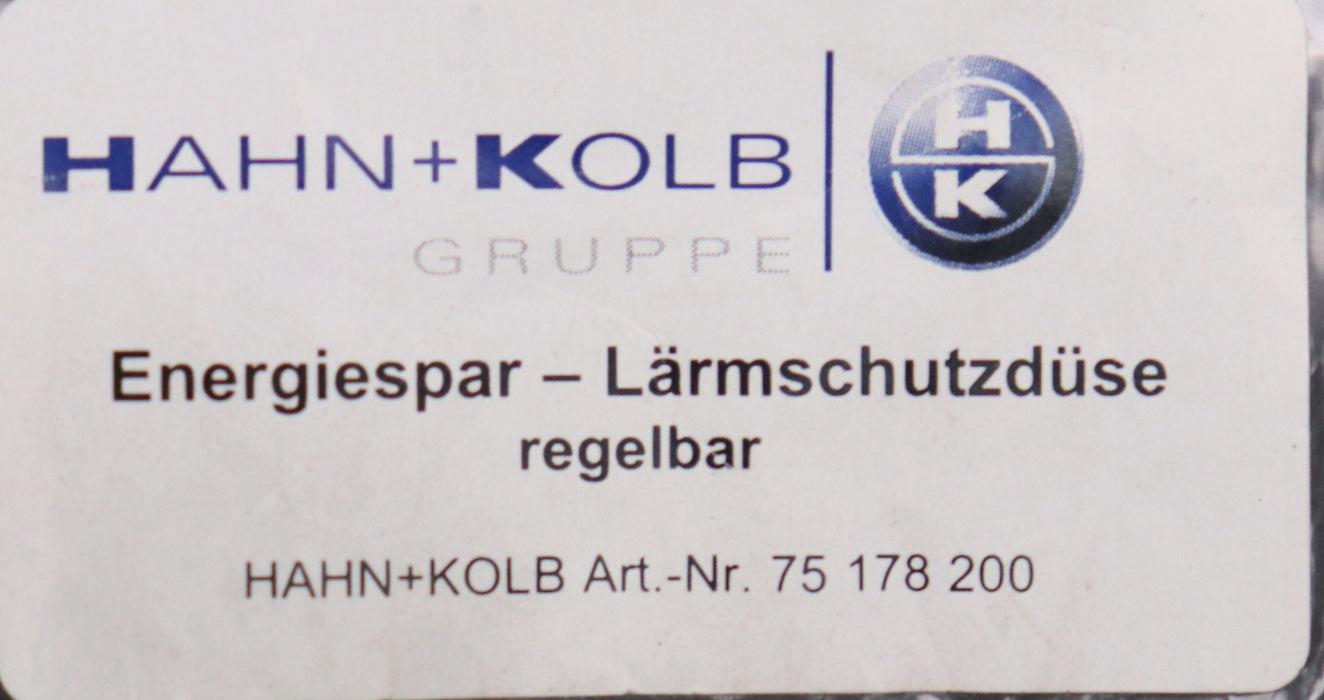 HAHN+KOLB
GRUPPE
H
K
Energiespar – Lärmschutzdüse
regelbar
HAHN+KOLB Art.-Nr. 75 178 200